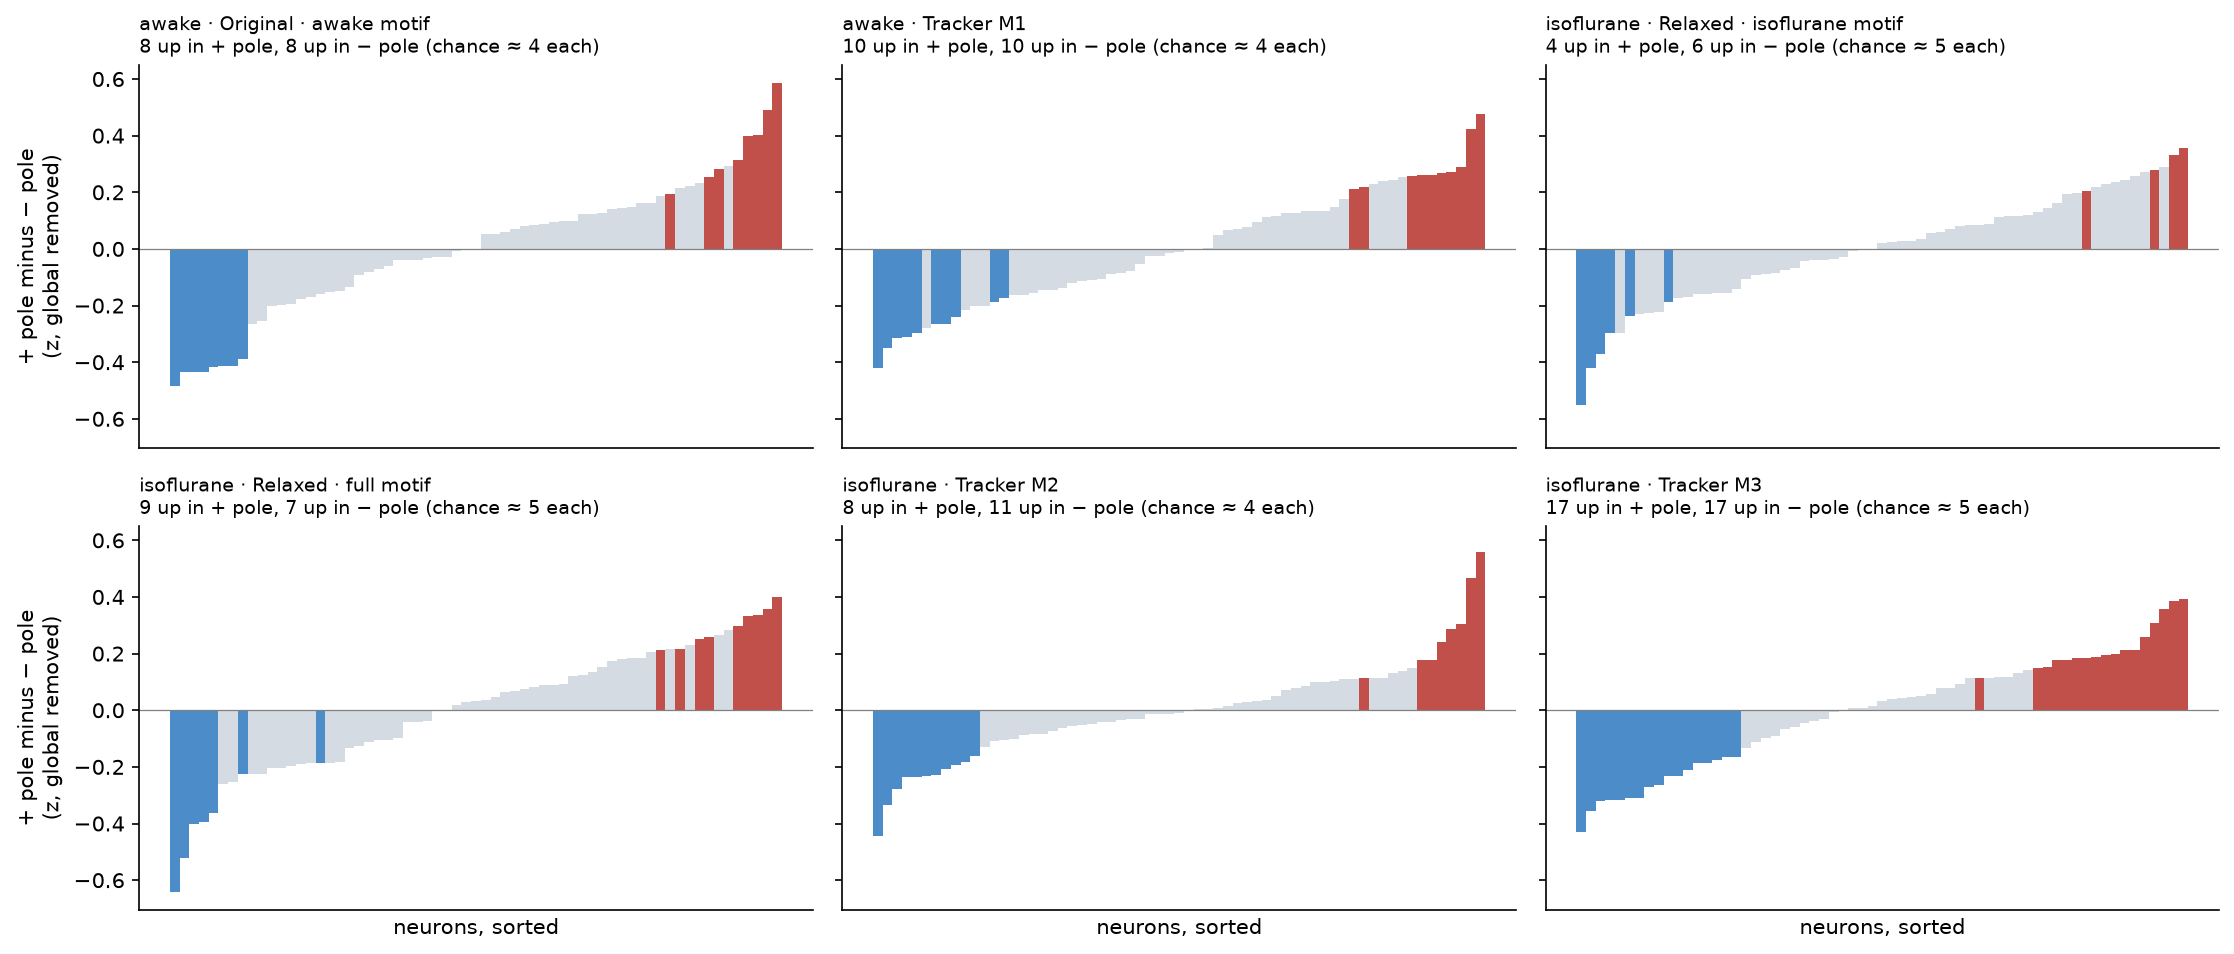 awake · Original · awake motif
8 up in + pole, 8 up in − pole (chance ≈ 4 each)
awake · Tracker M1
10 up in + pole, 10 up in − pole (chance ≈ 4 each)
isoflurane · Relaxed · isoflurane motif
4 up in + pole, 6 up in − pole (chance ≈ 5 each)
+ pole minus − pole
(z, global removed)
0.6
0.4
0.2
0.0
−0.2
−0.4
−0.6
isoflurane · Relaxed · full motif
9 up in + pole, 7 up in − pole (chance ≈ 5 each)
isoflurane · Tracker M2
8 up in + pole, 11 up in − pole (chance ≈ 4 each)
isoflurane · Tracker M3
17 up in + pole, 17 up in − pole (chance ≈ 5 each)
+ pole minus − pole
(z, global removed)
0.6
0.4
0.2
0.0
−0.2
−0.4
−0.6
neurons, sorted
neurons, sorted
neurons, sorted